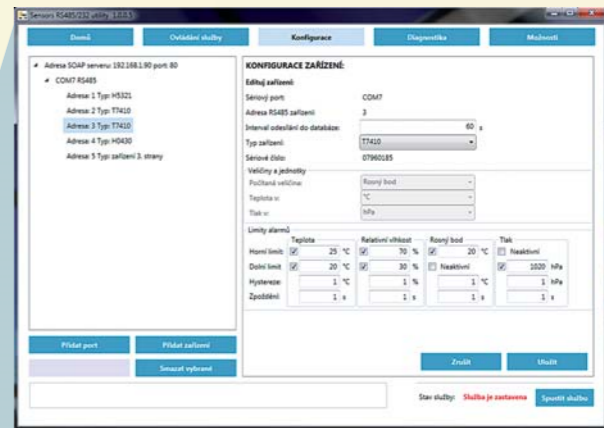 Sensors RS485/232 utility 1.0.0.5
Domů Ovládání služby Konfigurace Diagnostika Možnosti
Adresa SOAP serveru: 192.168.1.90 port: 80
COM7 RS485
Adresa: 1 Typ: H5321
Adresa: 2 Typ: T7410
Adresa: 3 Typ: T7410
Adresa: 4 Typ: H0430
Adresa: 5 Typ: zařízení 3. strany
Přidat port Přidat zařízení
Smazat vybrané
KONFIGURACE ZAŘÍZENÍ:
Edituj zařízení:
Sériový port: COM7
Adresa RS485 zařízení: 3
Interval odesílání do databáze: 60 s
Typ zařízení: T7410
Sériové číslo: 07960185
Veličiny a jednotky
Počítaná veličina: Rosný bod
Teplota v: °C
Tlak v: hPa
Limity alarmů
Teplota Relativní vlhkost Rosný bod Tlak
Horní limit: 25 °C 70 % 20 °C Neaktivní
Dolní limit 20 °C 30 % Neaktivní 1020 hPa
Hystereze: 1 °C 1 % 1 °C 1 hPa
Zpoždění: 1 s 1 s 1 s 1 s
Zrušit Uložit
Stav služby: Služba je zastavena Spustit službu